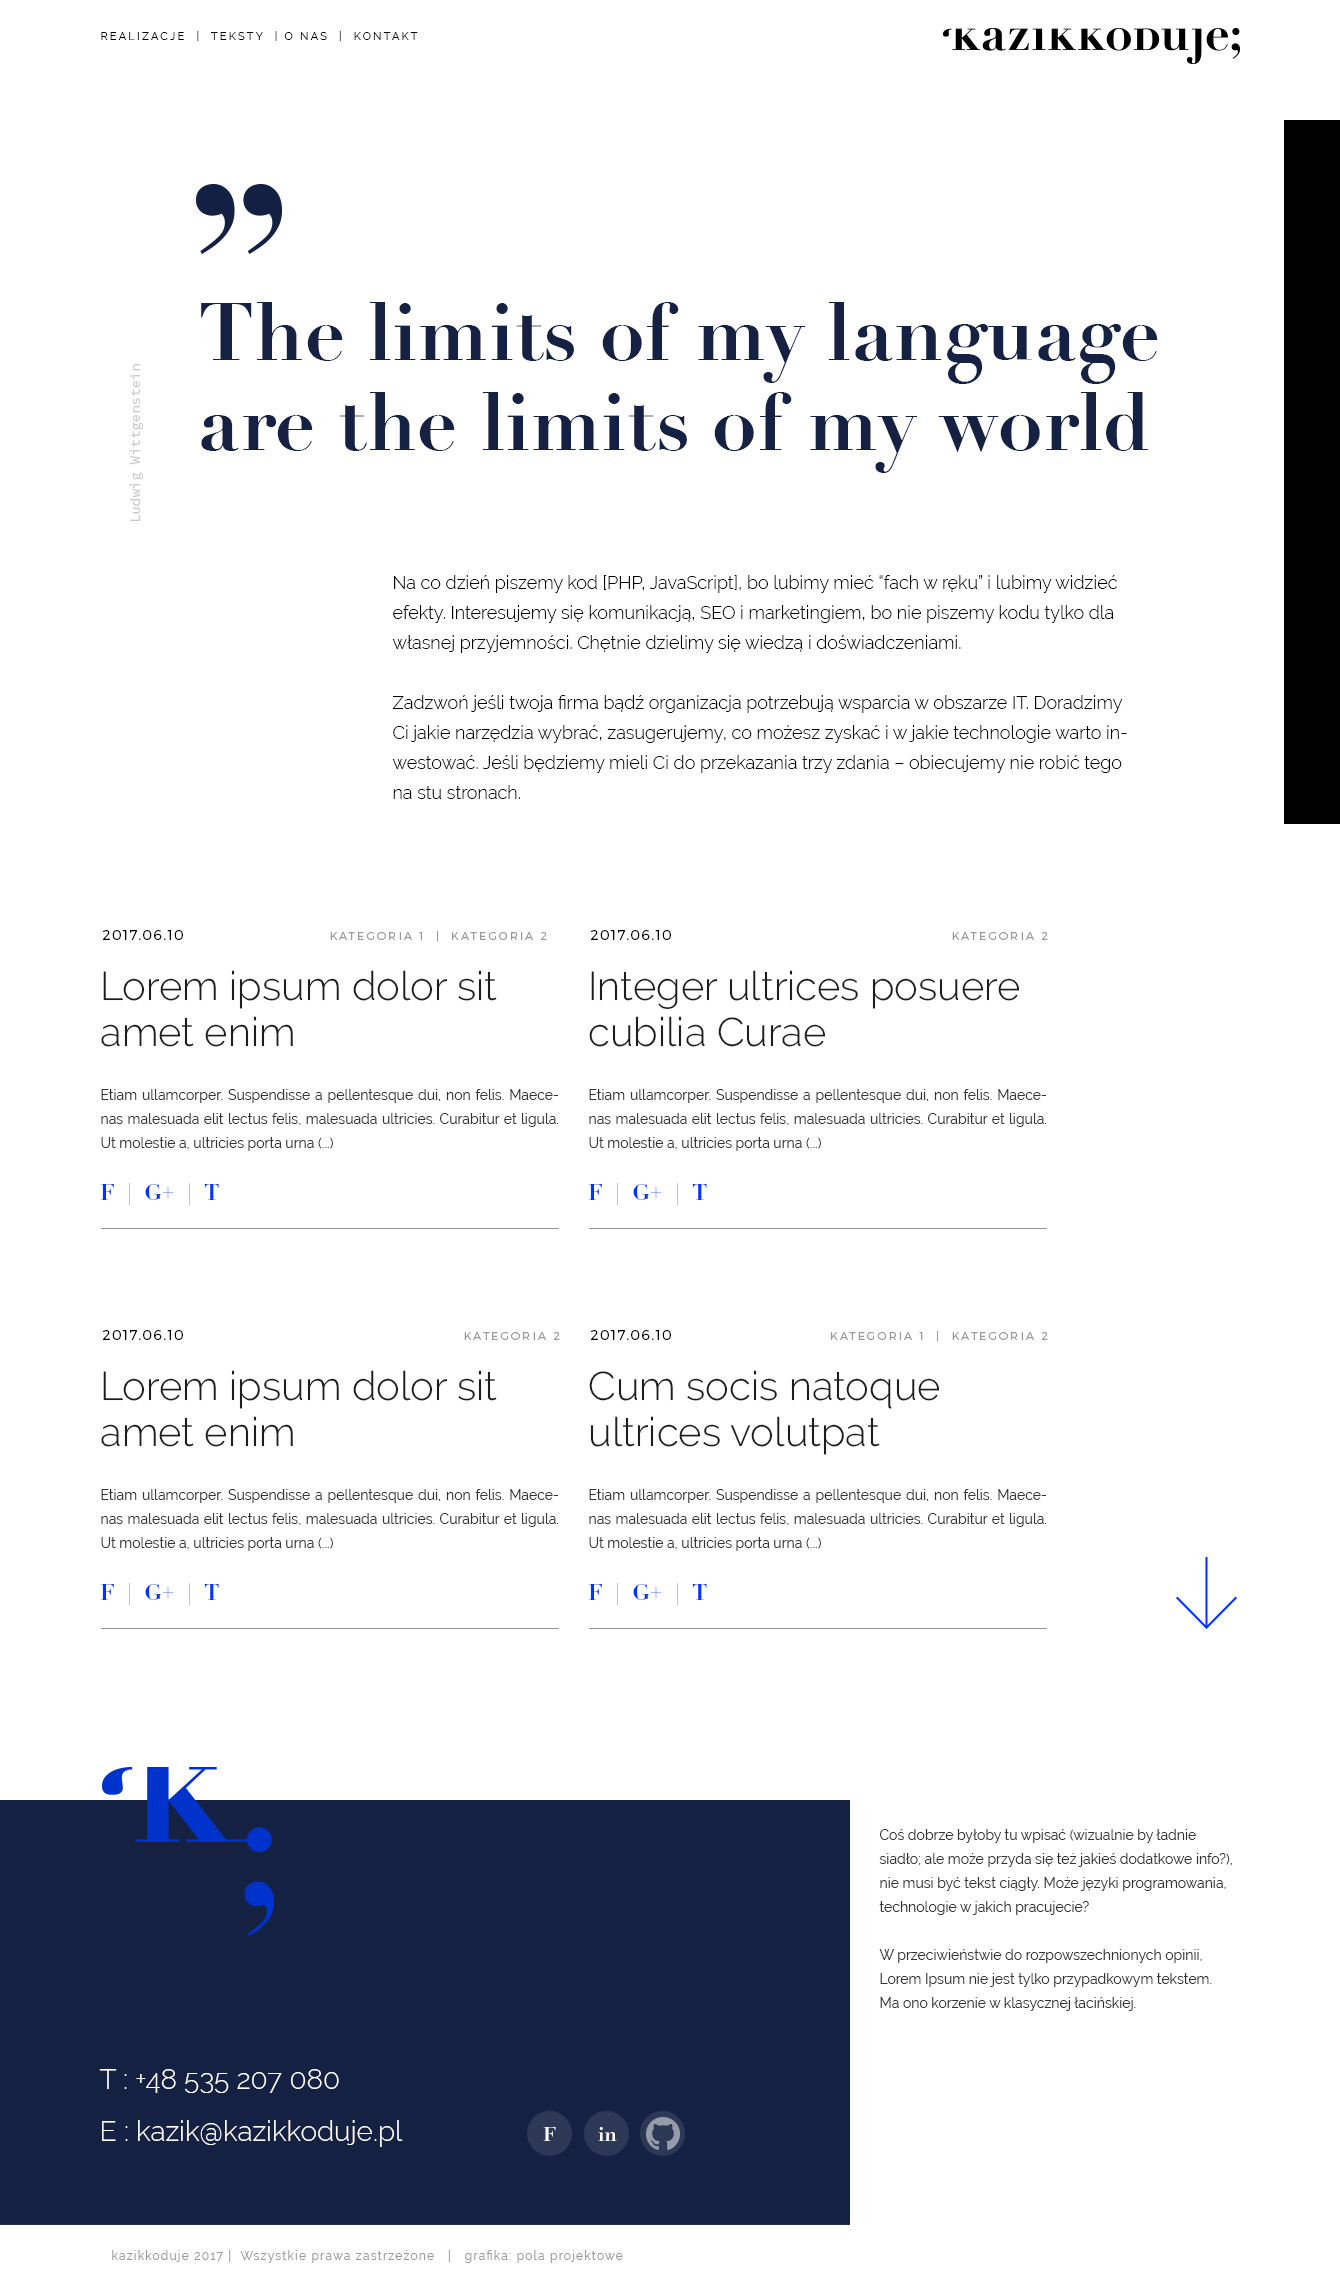 REALIZACJE | TEKSTY | O NAS | KONTAKT
kazikkoduje;
”
The limits of my language
are the limits of my world
Ludwig Wittgenstein
Na co dzień piszemy kod [PHP, JavaScript], bo lubimy mieć “fach w ręku” i lubimy widzieć
efekty. Interesujemy się komunikacją, SEO i marketingiem, bo nie piszemy kodu tylko dla
własnej przyjemności. Chętnie dzielimy się wiedzą i doświadczeniami.
Zadzwoń jeśli twoja firma bądź organizacja potrzebują wsparcia w obszarze IT. Doradzimy
Ci jakie narzędzia wybrać, zasugerujemy, co możesz zyskać i w jakie technologie warto in-
westować. Jeśli będziemy mieli Ci do przekazania trzy zdania – obiecujemy nie robić tego
na stu stronach.
2017.06.10 KATEGORIA 1 | KATEGORIA 2
Lorem ipsum dolor sit
amet enim
Etiam ullamcorper. Suspendisse a pellentesque dui, non felis. Maece-
nas malesuada elit lectus felis, malesuada ultricies. Curabitur et ligula.
Ut molestie a, ultricies porta urna (...)
F | G+ | T
2017.06.10 KATEGORIA 2
Integer ultrices posuere
cubilia Curae
Etiam ullamcorper. Suspendisse a pellentesque dui, non felis. Maece-
nas malesuada elit lectus felis, malesuada ultricies. Curabitur et ligula.
Ut molestie a, ultricies porta urna (...)
F | G+ | T
2017.06.10 KATEGORIA 2
Lorem ipsum dolor sit
amet enim
Etiam ullamcorper. Suspendisse a pellentesque dui, non felis. Maece-
nas malesuada elit lectus felis, malesuada ultricies. Curabitur et ligula.
Ut molestie a, ultricies porta urna (...)
F | G+ | T
2017.06.10 KATEGORIA 1 | KATEGORIA 2
Cum socis natoque
ultrices volutpat
Etiam ullamcorper. Suspendisse a pellentesque dui, non felis. Maece-
nas malesuada elit lectus felis, malesuada ultricies. Curabitur et ligula.
Ut molestie a, ultricies porta urna (...)
F | G+ | T
K;
T : +48 535 207 080
E : kazik@kazikkoduje.pl
F in
Coś dobrze byłoby tu wpisać (wizualnie by ładnie
siadło; ale może przyda się też jakieś dodatkowe info?),
nie musi być tekst ciągły. Może języki programowania,
technologie w jakich pracujecie?
W przeciwieństwie do rozpowszechnionych opinii,
Lorem Ipsum nie jest tylko przypadkowym tekstem.
Ma ono korzenie w klasycznej łacińskiej.
kazikkoduje 2017 | Wszystkie prawa zastrzeżone | grafika: pola projektowe